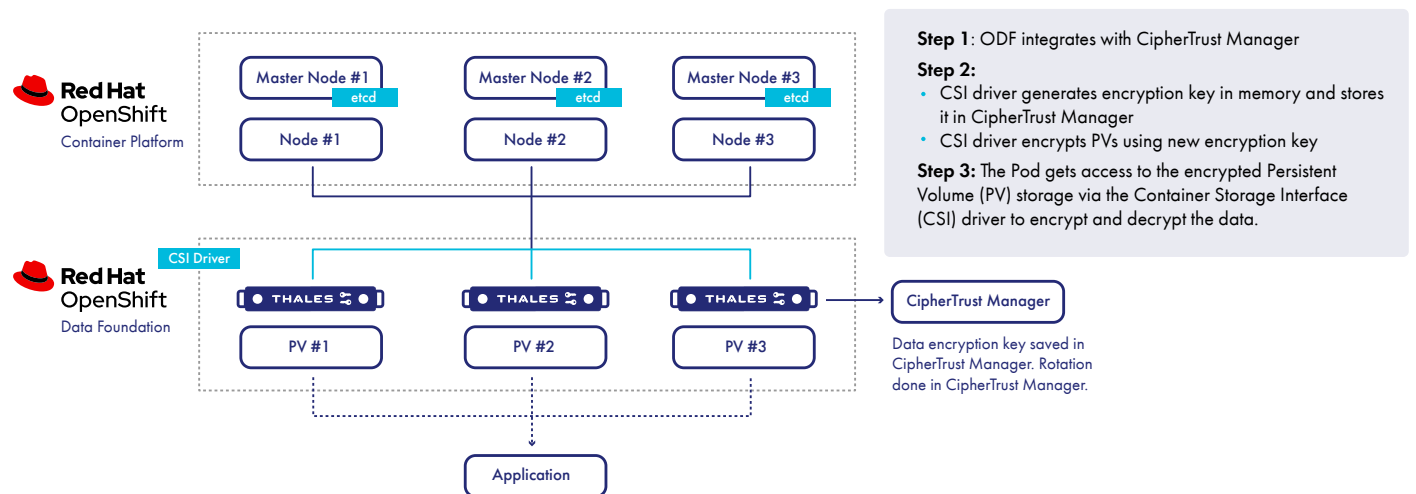 Red Hat
OpenShift
Container Platform
Master Node #1
etcd
Master Node #2
etcd
Master Node #3
etcd
Node #1
Node #2
Node #3
Step 1: ODF integrates with CipherTrust Manager
Step 2:
• CSI driver generates encryption key in memory and stores
it in CipherTrust Manager
• CSI driver encrypts PVs using new encryption key
Step 3: The Pod gets access to the encrypted Persistent
Volume (PV) storage via the Container Storage Interface
(CSI) driver to encrypt and decrypt the data.
Red Hat
OpenShift
Data Foundation
CSI Driver
THALES
THALES
THALES
PV #1
PV #2
PV #3
CipherTrust Manager
Data encryption key saved in
CipherTrust Manager. Rotation
done in CipherTrust Manager.
Application